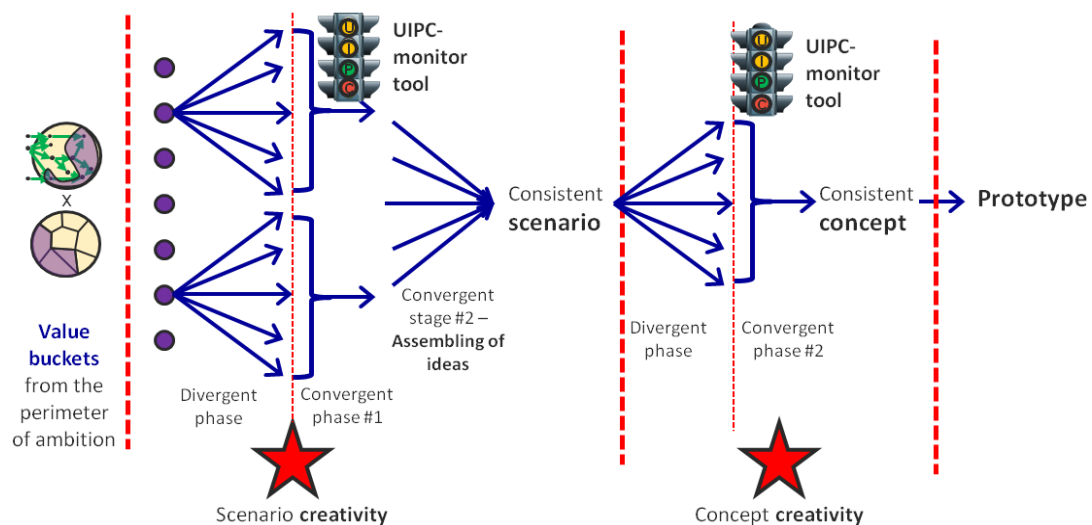 U
I
P
C
UIPC-
monitor
tool
U
I
P
C
UIPC-
monitor
tool
X
Value
buckets
from the
perimeter
of ambition
Divergent
phase
Convergent
phase #1
Convergent
stage #2 –
Assembling of
ideas
Consistent
scenario
Divergent
phase
Convergent
phase #2
Consistent
concept
Prototype
Scenario creativity
Concept creativity